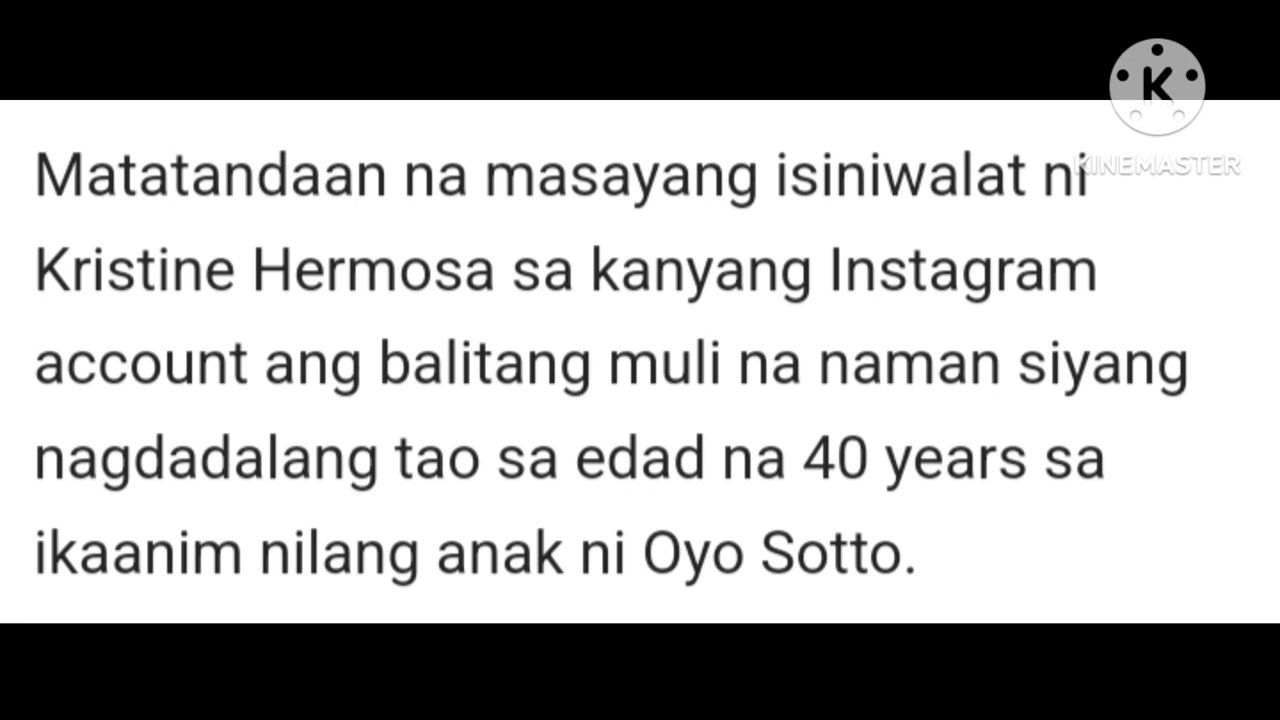 K
KINEMASTER
Matatandaan na masayang isiniwalat ni
Kristine Hermosa sa kanyang Instagram
account ang balitang muli na naman siyang
nagdadalang tao sa edad na 40 years sa
ikaanim nilang anak ni Oyo Sotto.